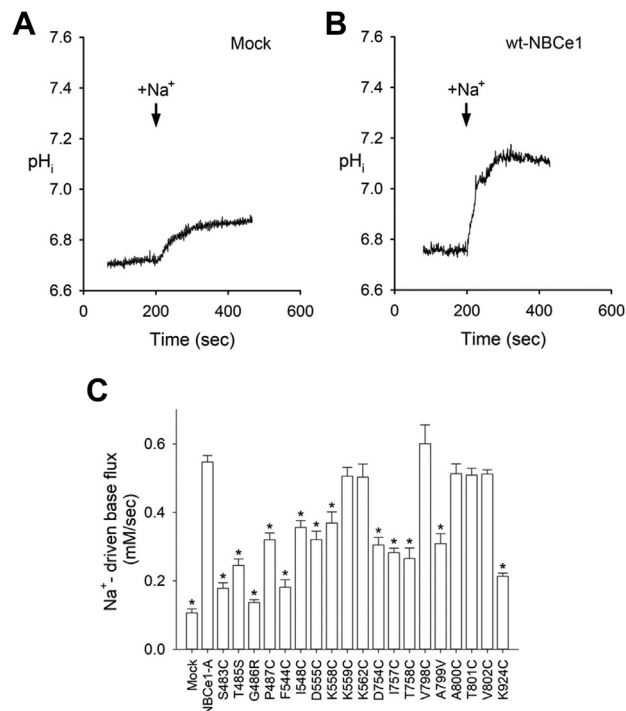 A
Mock
7.6
7.4
+Na⁺
7.2
pHᵢ
7.0
6.8
6.6
0 200 400 600
Time (sec)
B
wt-NBCe1
7.6
7.4
+Na⁺
7.2
pHᵢ
7.0
6.8
6.6
0 200 400 600
Time (sec)
C
Na⁺- driven base flux
(mM/sec)
0.6
0.4
0.2
0.0
* * * * * * * * * * * * * *
Mock
NBCe1-A
S483C
T485S
G486R
P487C
F544C
I548C
D555C
K558C
K559C
K562C
D754C
I757C
T758C
V798C
A799V
A800C
T801C
V802C
K924C